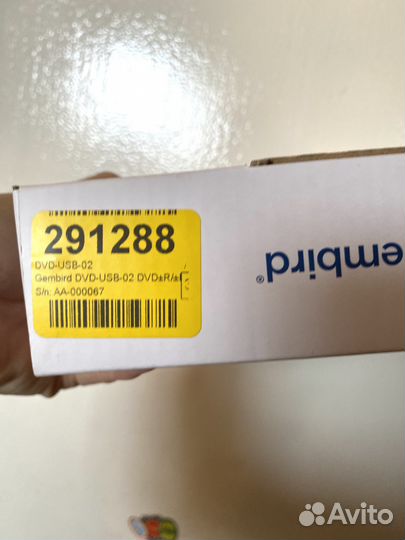 291288
DVD-USB-02
Gembird DVD-USB-02 DVD±R/±
S/n: AA-000067
embird®
Avito